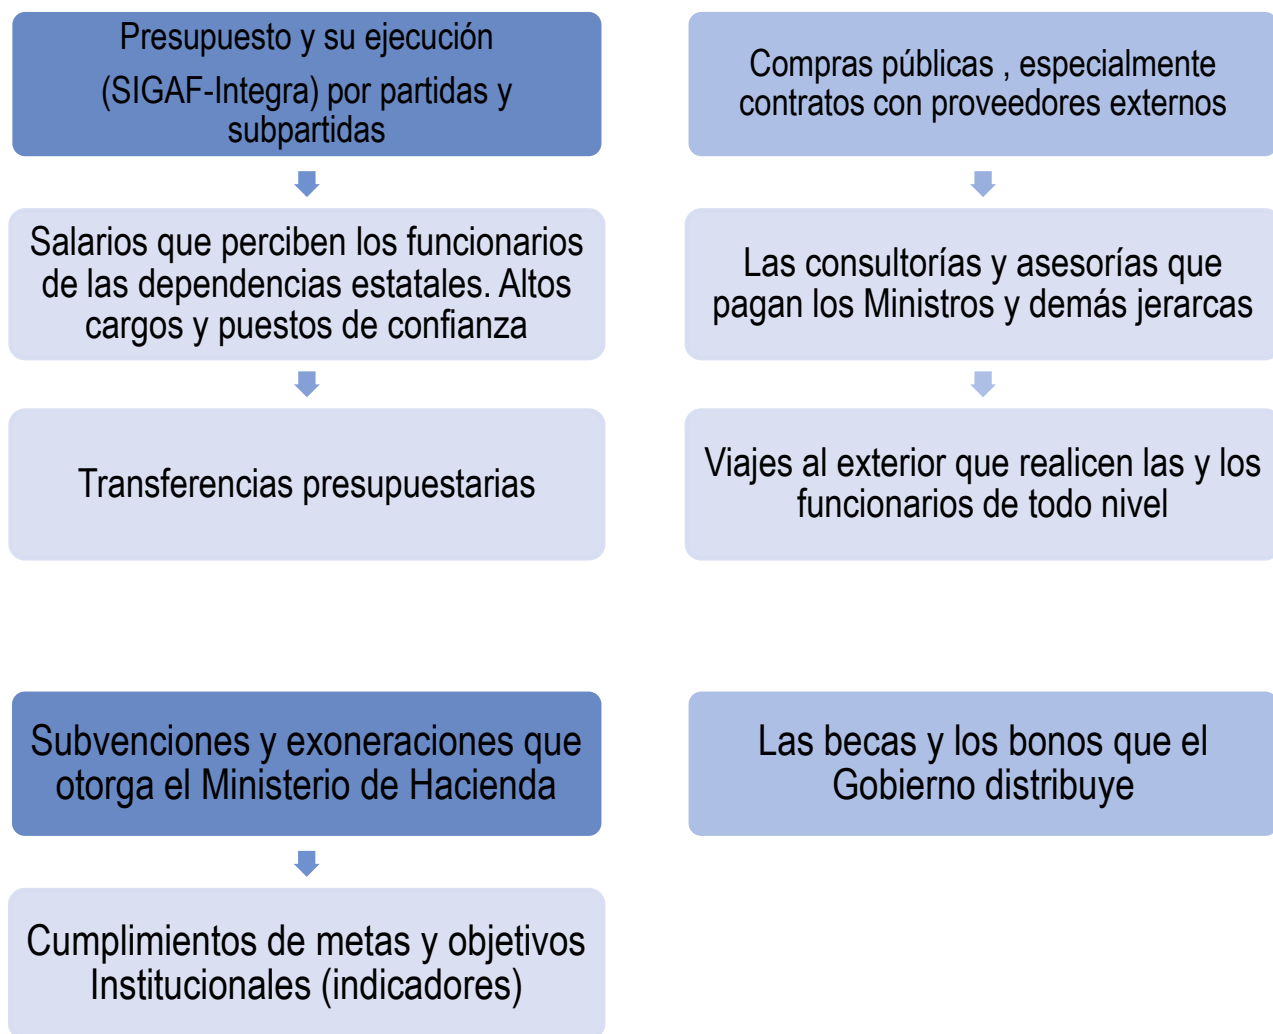 Presupuesto y su ejecución
(SIGAF-Integra) por partidas y
subpartidas
Salarios que perciben los funcionarios
de las dependencias estatales. Altos
cargos y puestos de confianza
Transferencias presupuestarias
Compras públicas , especialmente
contratos con proveedores externos
Las consultorías y asesorías que
pagan los Ministros y demás jerarcas
Viajes al exterior que realicen las y los
funcionarios de todo nivel
Subvenciones y exoneraciones que
otorga el Ministerio de Hacienda
Cumplimientos de metas y objetivos
Institucionales (indicadores)
Las becas y los bonos que el
Gobierno distribuye